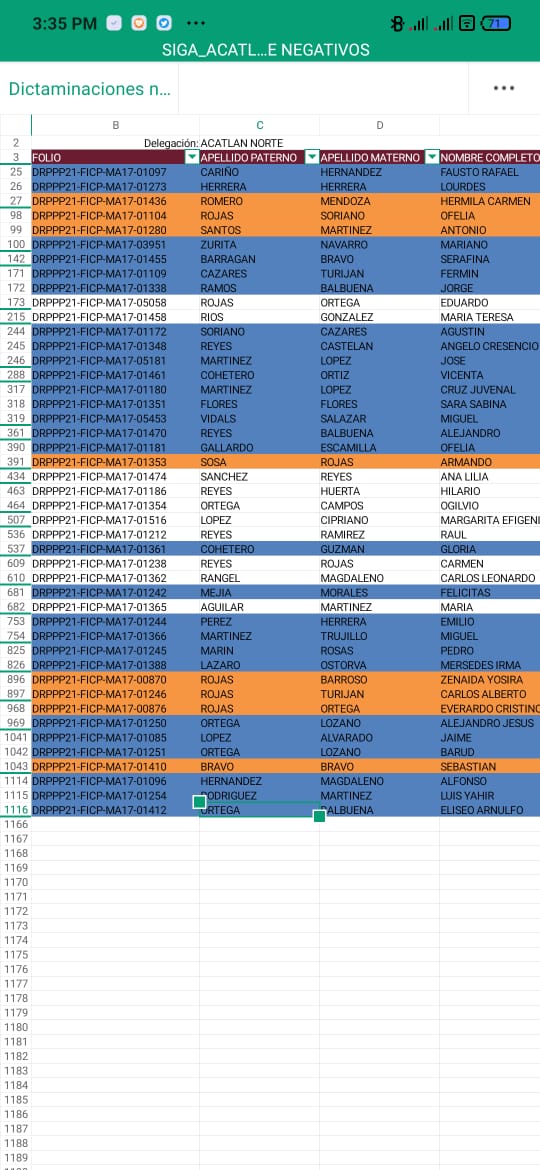 3:35 PM 71
SIGA_ACATL...E NEGATIVOS
Dictaminaciones n...
B C D
2 Delegación: ACATLAN NORTE
3 FOLIO APELLIDO PATERNO APELLIDO MATERNO NOMBRE COMPLETO
25 DRPPP21-FICP-MA17-01097 CARIÑO HERNANDEZ FAUSTO RAFAEL
26 DRPPP21-FICP-MA17-01273 HERRERA HERRERA LOURDES
27 DRPPP21-FICP-MA17-01436 ROMERO MENDOZA HERMILA CARMEN
98 DRPPP21-FICP-MA17-01104 ROJAS SORIANO OFELIA
99 DRPPP21-FICP-MA17-01280 SANTOS MARTINEZ ANTONIO
100 DRPPP21-FICP-MA17-03951 ZURITA NAVARRO MARIANO
142 DRPPP21-FICP-MA17-01455 BARRAGAN BRAVO SERAFINA
171 DRPPP21-FICP-MA17-01109 CAZARES TURIJAN FERMIN
172 DRPPP21-FICP-MA17-01338 RAMOS BALBUENA JORGE
173 DRPPP21-FICP-MA17-05058 ROJAS ORTEGA EDUARDO
215 DRPPP21-FICP-MA17-01458 RIOS GONZALEZ MARIA TERESA
244 DRPPP21-FICP-MA17-01172 SORIANO CAZARES AGUSTIN
245 DRPPP21-FICP-MA17-01348 REYES CASTELAN ANGELO CRESENCIO
246 DRPPP21-FICP-MA17-05181 MARTINEZ LOPEZ JOSE
288 DRPPP21-FICP-MA17-01461 COHETERO ORTIZ VICENTA
317 DRPPP21-FICP-MA17-01180 MARTINEZ LOPEZ CRUZ JUVENAL
318 DRPPP21-FICP-MA17-01351 FLORES FLORES SARA SABINA
319 DRPPP21-FICP-MA17-05453 VIDALS SALAZAR MIGUEL
361 DRPPP21-FICP-MA17-01470 REYES BALBUENA ALEJANDRO
390 DRPPP21-FICP-MA17-01181 GALLARDO ESCAMILLA OFELIA
391 DRPPP21-FICP-MA17-01353 SOSA ROJAS ARMANDO
434 DRPPP21-FICP-MA17-01474 SANCHEZ REYES ANA LILIA
463 DRPPP21-FICP-MA17-01186 REYES HUERTA HILARIO
464 DRPPP21-FICP-MA17-01354 ORTEGA CAMPOS OGILVIO
507 DRPPP21-FICP-MA17-01516 LOPEZ CIPRIANO MARGARITA EFIGENI
536 DRPPP21-FICP-MA17-01212 REYES RAMIREZ RAUL
537 DRPPP21-FICP-MA17-01361 COHETERO GUZMAN GLORIA
609 DRPPP21-FICP-MA17-01238 REYES ROJAS CARMEN
610 DRPPP21-FICP-MA17-01362 RANGEL MAGDALENO CARLOS LEONARDO
681 DRPPP21-FICP-MA17-01242 MEJIA MORALES FELICITAS
682 DRPPP21-FICP-MA17-01365 AGUILAR MARTINEZ MARIA
753 DRPPP21-FICP-MA17-01244 PEREZ HERRERA EMILIO
754 DRPPP21-FICP-MA17-01366 MARTINEZ TRUJILLO MIGUEL
825 DRPPP21-FICP-MA17-01245 MARIN ROSAS PEDRO
826 DRPPP21-FICP-MA17-01388 LAZARO OSTORVA MERSEDES IRMA
896 DRPPP21-FICP-MA17-00870 ROJAS BARROSO ZENAIDA YOSIRA
897 DRPPP21-FICP-MA17-01246 ROJAS TURIJAN CARLOS ALBERTO
968 DRPPP21-FICP-MA17-00876 ROJAS ORTEGA EVERARDO CRISTINO
969 DRPPP21-FICP-MA17-01250 ORTEGA LOZANO ALEJANDRO JESUS
1041 DRPPP21-FICP-MA17-01085 LOPEZ ALVARADO JAIME
1042 DRPPP21-FICP-MA17-01251 ORTEGA LOZANO BARUD
1043 DRPPP21-FICP-MA17-01410 BRAVO BRAVO SEBASTIAN
1114 DRPPP21-FICP-MA17-01096 HERNANDEZ MAGDALENO ALFONSO
1115 DRPPP21-FICP-MA17-01254 RODRIGUEZ MARTINEZ LUIS YAHIR
1116 DRPPP21-FICP-MA17-01412 ORTEGA BALBUENA ELISEO ARNULFO
1166
1167
1168
1169
1170
1171
1172
1173
1174
1175
1176
1177
1178
1179
1180
1181
1182
1183
1184
1185
1186
1187
1188
1189